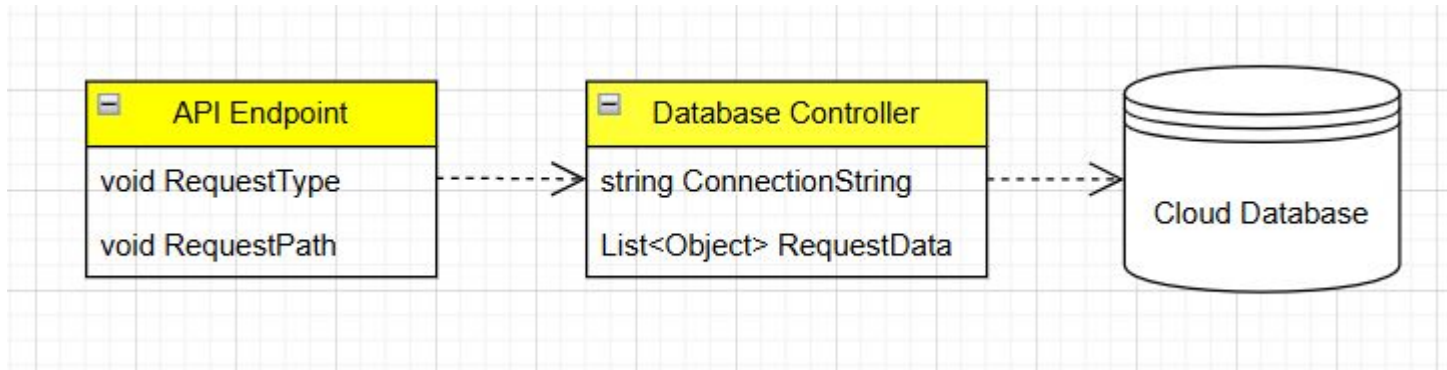 API Endpoint
void RequestType
void RequestPath
Database Controller
string ConnectionString
List<Object> RequestData
Cloud Database